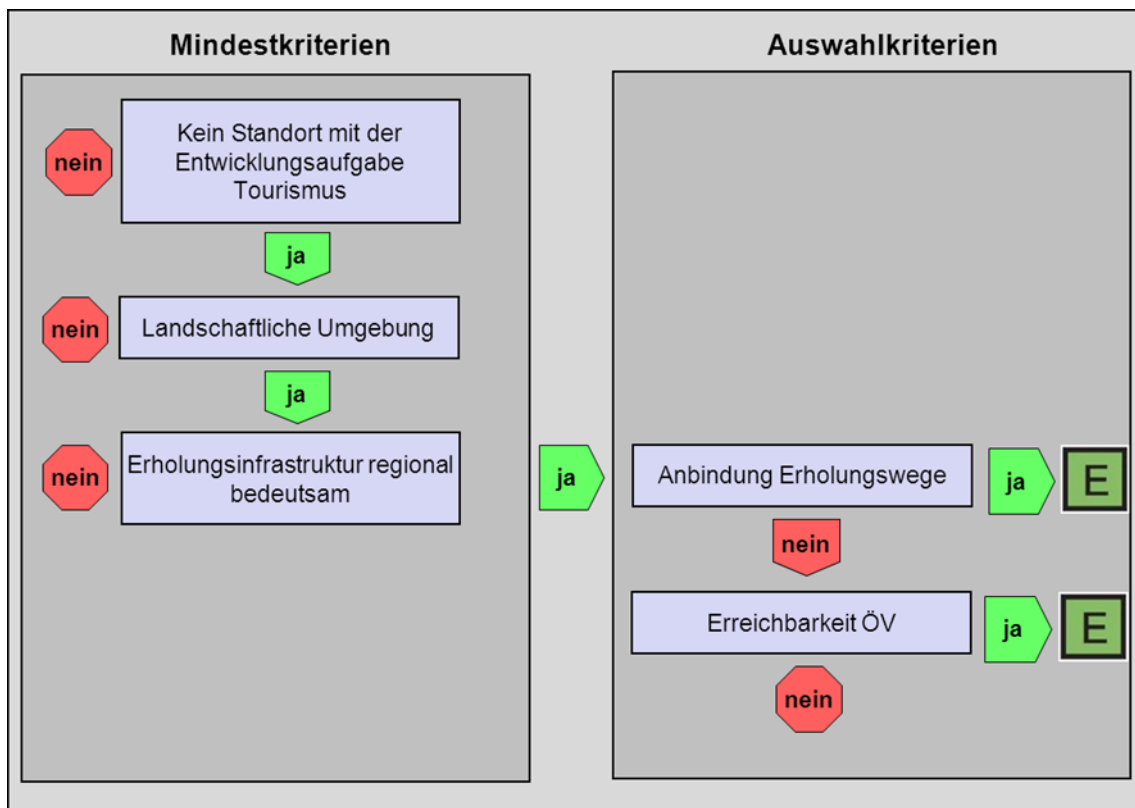 Mindestkriterien
nein
Kein Standort mit der
Entwicklungsaufgabe
Tourismus
ja
nein
Landschaftliche Umgebung
ja
nein
Erholungsinfrastruktur regional
bedeutsam
ja
Auswahlkriterien
Anbindung Erholungswege
ja
E
nein
Erreichbarkeit ÖV
ja
E
nein